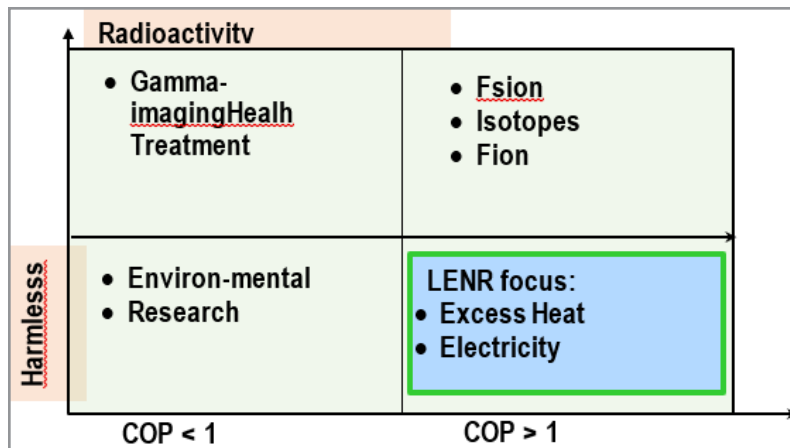 Radioactivity
• Gamma-
imagingHealh
Treatment
• Fsion
• Isotopes
• Fion
Harmlesss
• Environ-mental
• Research
LENR focus:
• Excess Heat
• Electricity
COP < 1
COP > 1